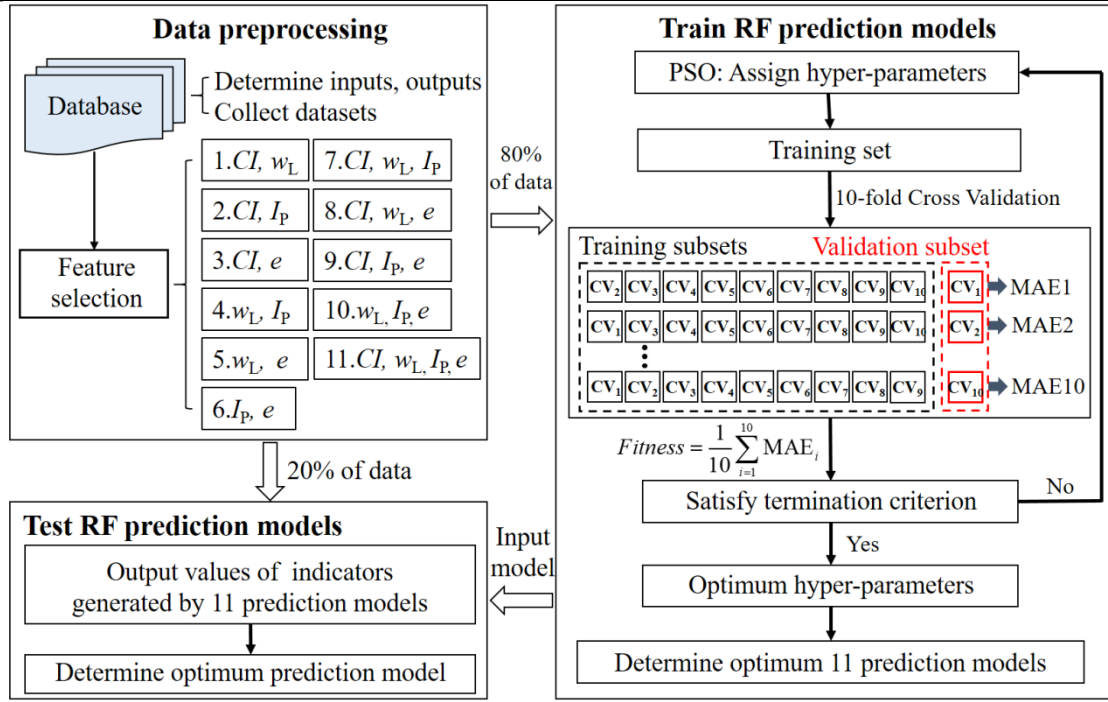 Data preprocessing
Database
Determine inputs, outputs
Collect datasets
Feature
selection
1.CI, wL
2.CI, IP
3.CI, e
4.wL, IP
5.wL, e
6.IP, e
7.CI, wL, IP
8.CI, wL, e
9.CI, IP, e
10.wL, IP, e
11.CI, wL, IP, e
80%
of data
20% of data
Train RF prediction models
PSO: Assign hyper-parameters
Training set
10-fold Cross Validation
Training subsets
Validation subset
CV2 CV3 CV4 CV5 CV6 CV7 CV8 CV9 CV10 CV1 MAE1
CV1 CV3 CV4 CV5 CV6 CV7 CV8 CV9 CV10 CV2 MAE2
CV1 CV2 CV3 CV4 CV5 CV6 CV7 CV8 CV9 CV10 MAE10
Fitness = 1/10 ∑_{i=1}^{10} MAE_i
Satisfy termination criterion
No
Yes
Optimum hyper-parameters
Determine optimum 11 prediction models
Input
model
Test RF prediction models
Output values of indicators
generated by 11 prediction models
Determine optimum prediction model